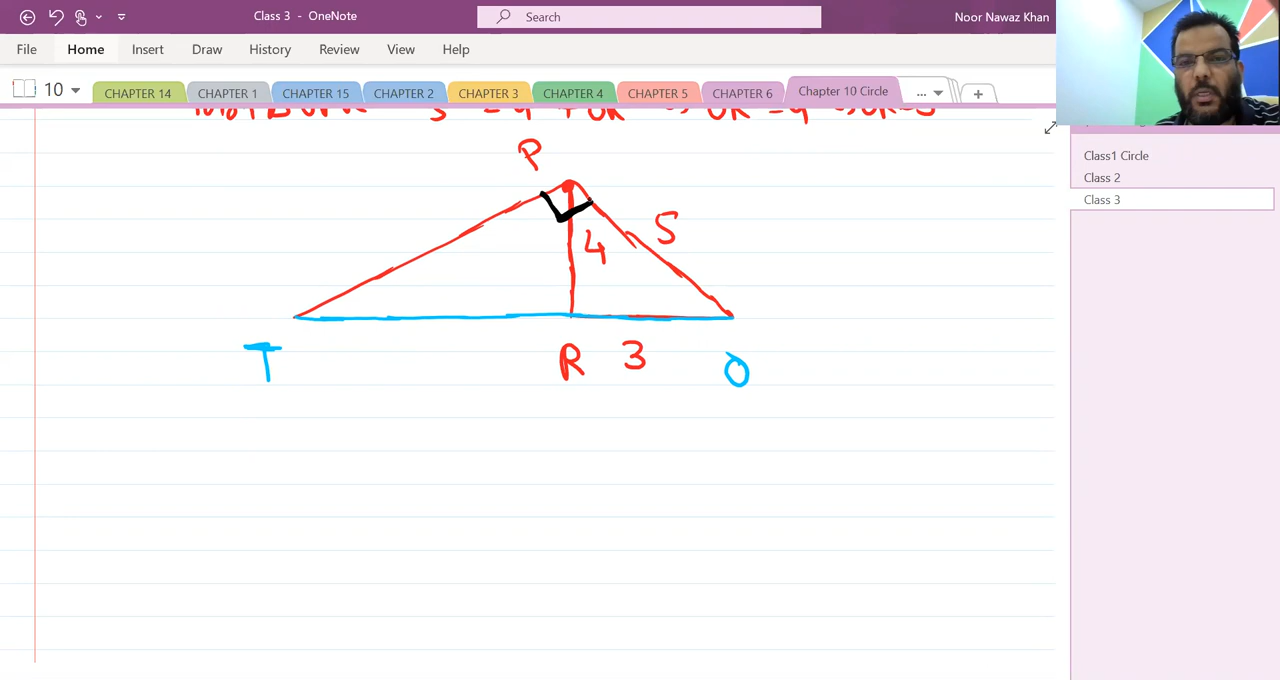 Class 3 - OneNote
Search
Noor Nawaz Khan
File Home Insert Draw History Review View Help
10 CHAPTER 14 CHAPTER 1 CHAPTER 15 CHAPTER 2 CHAPTER 3 CHAPTER 4 CHAPTER 5 CHAPTER 6 Chapter 10 Circle ...
Class1 Circle
Class 2
Class 3
P
4 5
T R 3 O